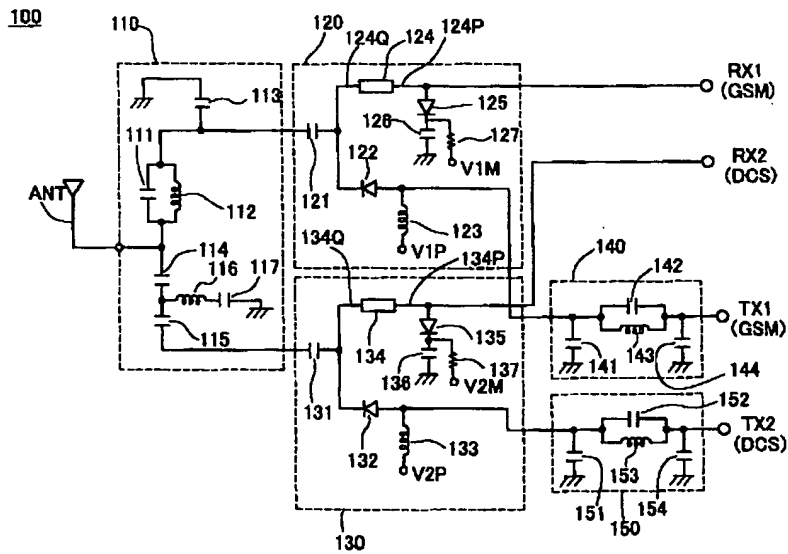 100
110
120
124Q
124
124P
RX1
(GSM)
113
125
126
127
111
V1M
RX2
(DCS)
121
122
ANT
112
123
V1P
114
116
117
134Q
134P
140
142
TX1
(GSM)
115
134
135
136
137
V2M
141
143
144
131
132
133
V2P
152
TX2
(DCS)
153
151
150
154
130